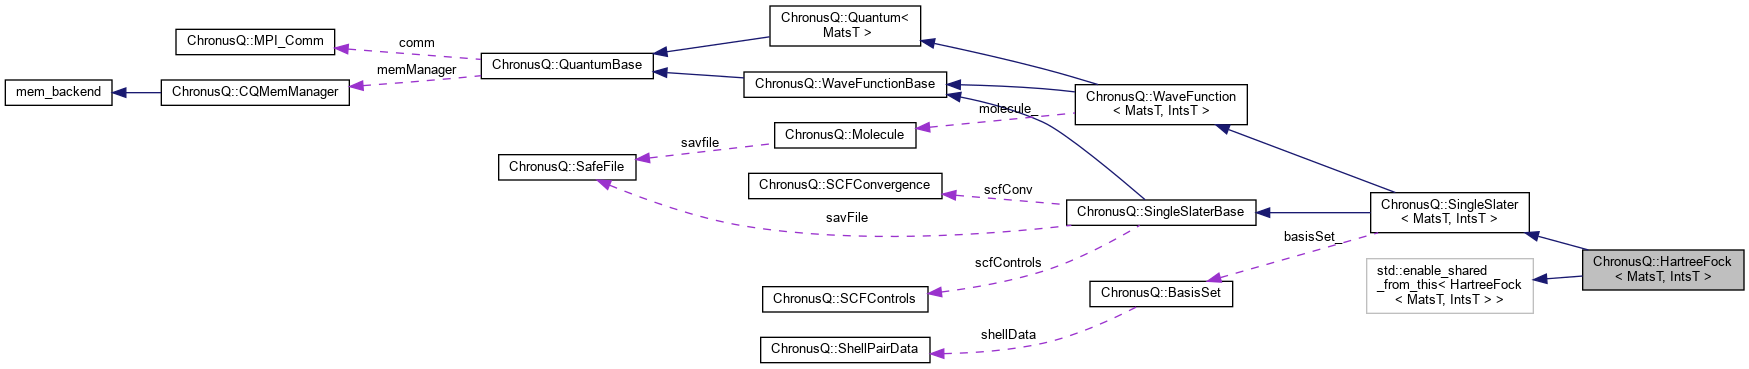 ChronusQ::Quantum<
MatsT >
ChronusQ::MPI_Comm
comm
ChronusQ::QuantumBase
memManager
mem_backend
ChronusQ::CQMemManager
ChronusQ::WaveFunctionBase
ChronusQ::WaveFunction
< MatsT, IntsT >
molecule_
ChronusQ::Molecule
savfile
ChronusQ::SafeFile
ChronusQ::SCFConvergence
scfConv
ChronusQ::SingleSlaterBase
savFile
ChronusQ::SingleSlater
< MatsT, IntsT >
basisSet_
scfControls
ChronusQ::HartreeFock
< MatsT, IntsT >
std::enable_shared
_from_this< HartreeFock
< MatsT, IntsT > >
ChronusQ::SCFControls
ChronusQ::BasisSet
shellData
ChronusQ::ShellPairData